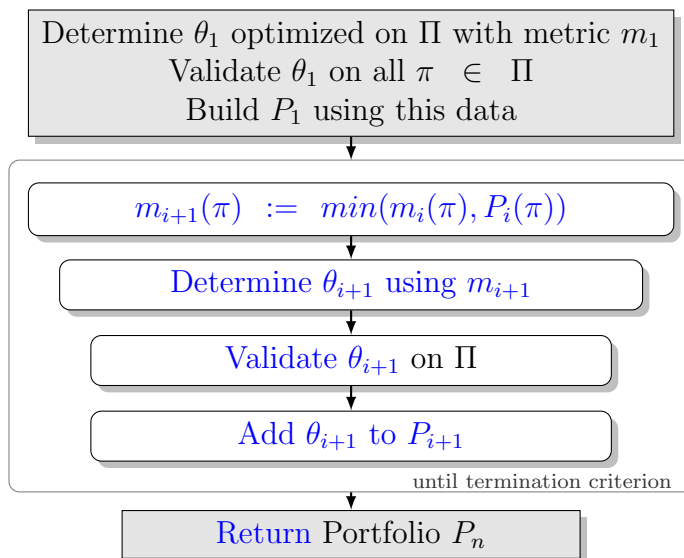 Determine θ₁ optimized on Π with metric m₁
Validate θ₁ on all π ∈ Π
Build P₁ using this data
mᵢ₊₁(π) := min(mᵢ(π), Pᵢ(π))
Determine θᵢ₊₁ using mᵢ₊₁
Validate θᵢ₊₁ on Π
Add θᵢ₊₁ to Pᵢ₊₁
until termination criterion
Return Portfolio Pₙ